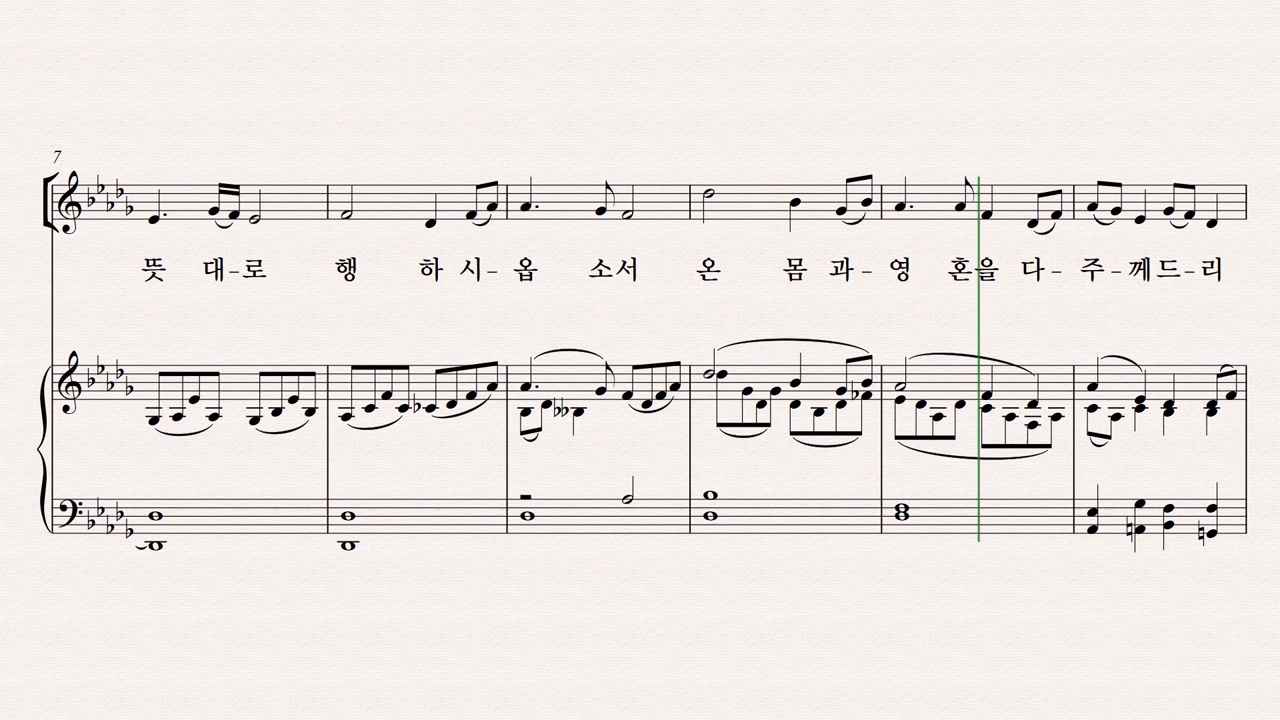 7
뜻 대-로 행 하 시- 옵 소서 온 몸 과- 영 혼을 다- 주-께드-리